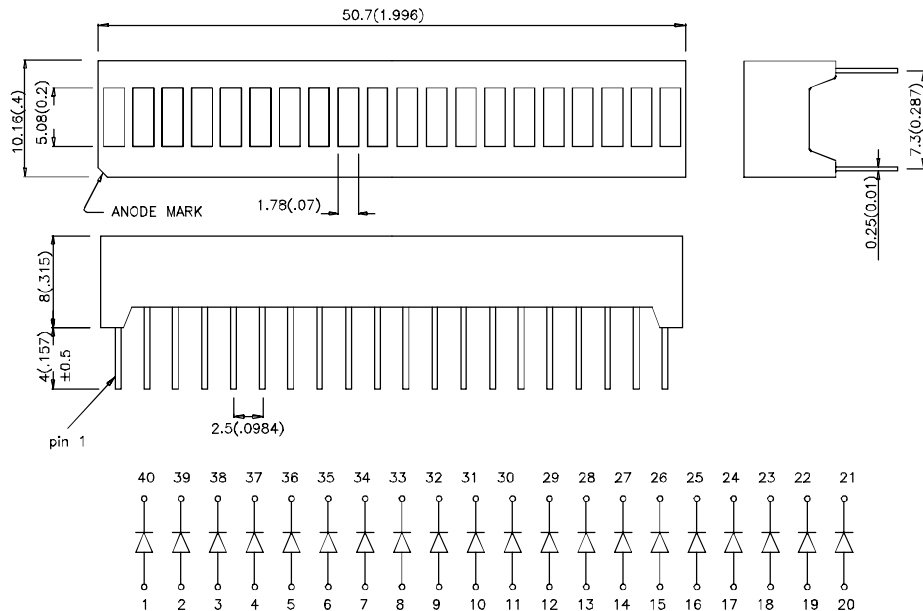 50.7(1.996)
10.16(.4)
5.08(0.2)
7.3(0.287)
ANODE MARK
1.78(.07)
0.25(0.01)
8(.315)
4(.157)
±0.5
2.5(.0984)
pin 1
40 39 38 37 36 35 34 33 32 31 30 29 28 27 26 25 24 23 22 21
1 2 3 4 5 6 7 8 9 10 11 12 13 14 15 16 17 18 19 20